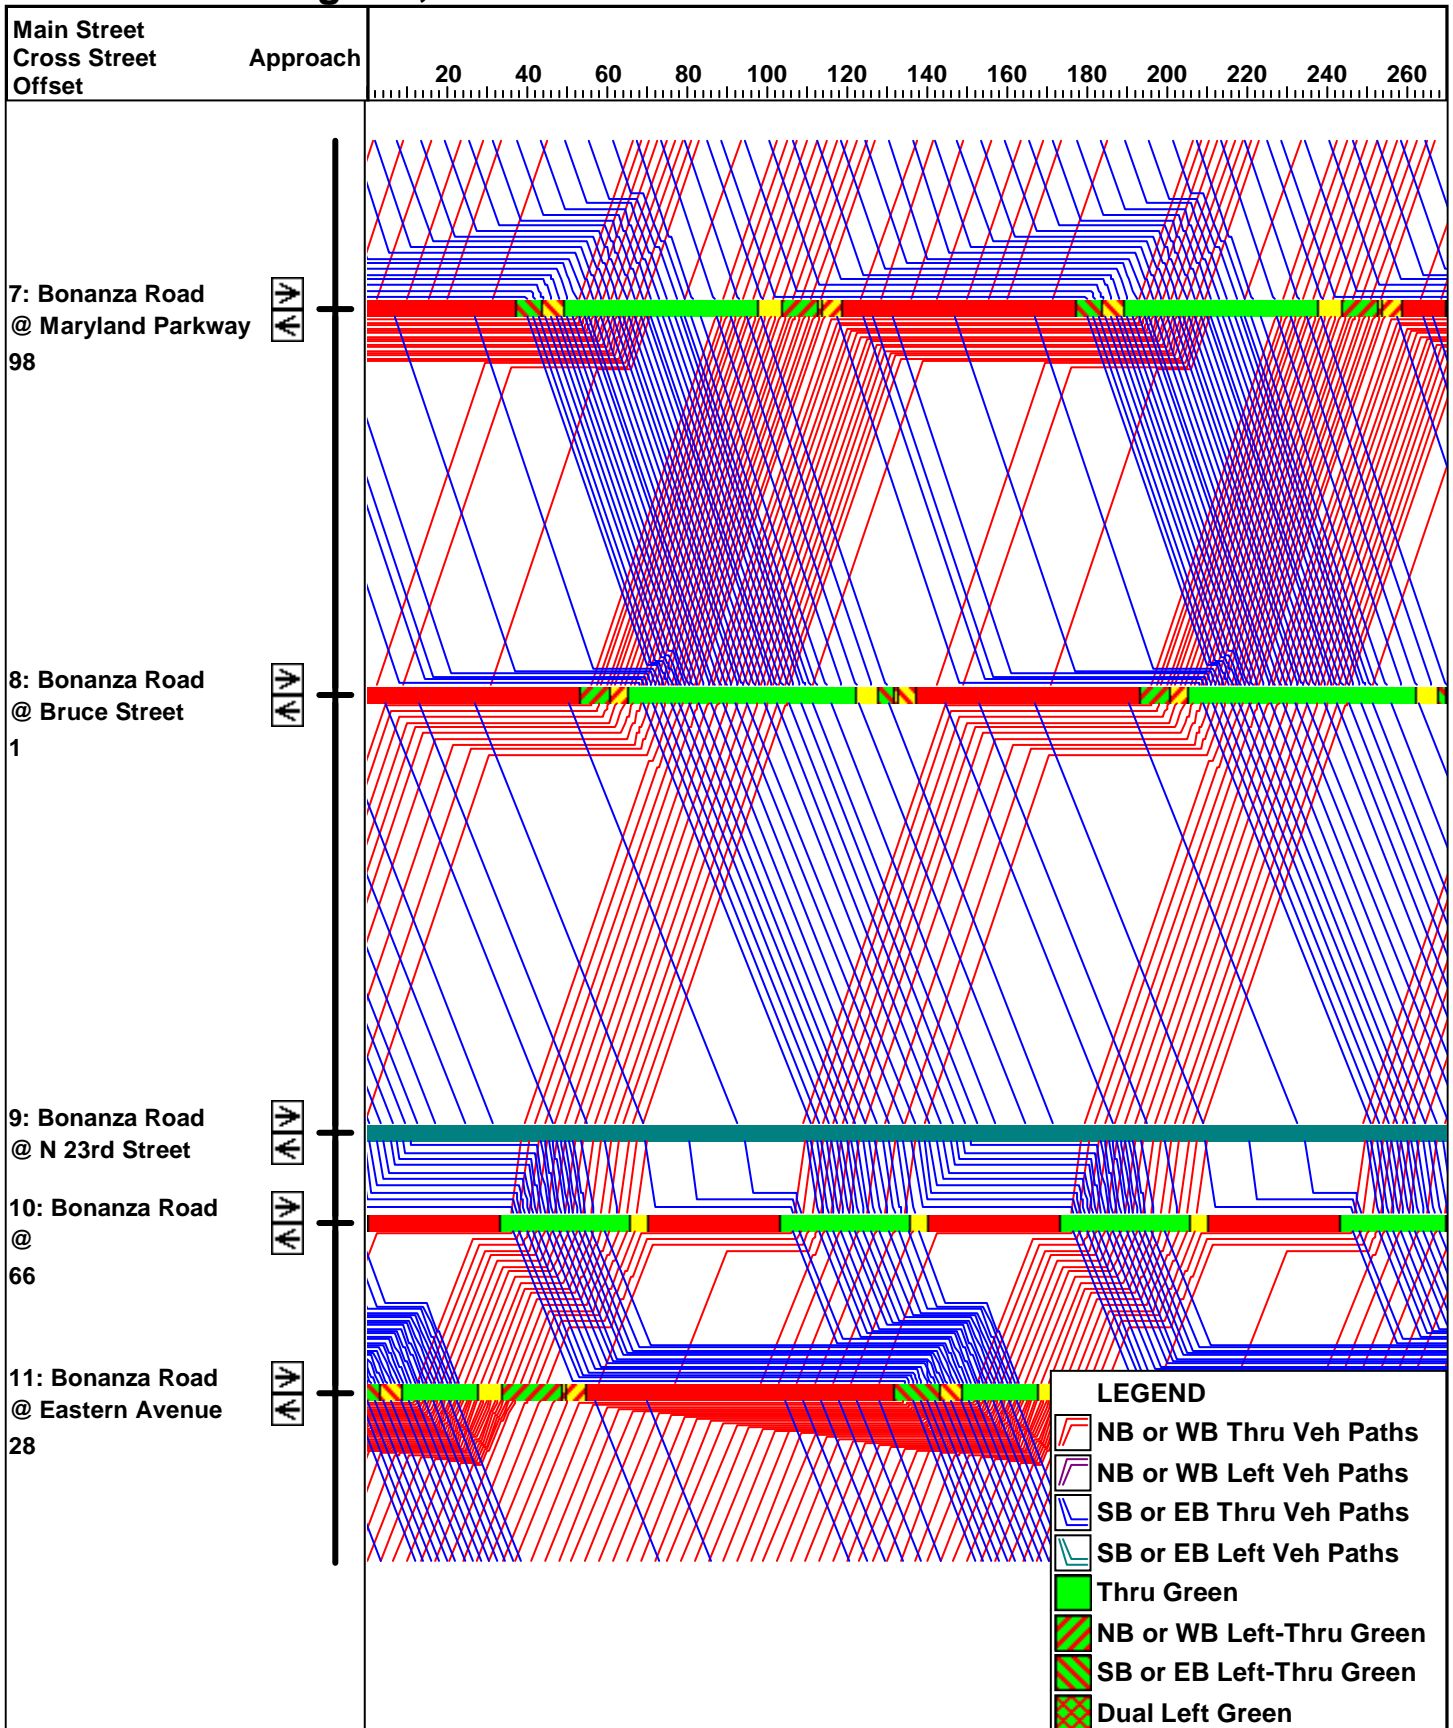 Main Street
Cross Street Approach
Offset
20 40 60 80 100 120 140 160 180 200 220 240 260
7: Bonanza Road
@ Maryland Parkway
98
8: Bonanza Road
@ Bruce Street
1
9: Bonanza Road
@ N 23rd Street
10: Bonanza Road
@
66
11: Bonanza Road
@ Eastern Avenue
28
LEGEND
NB or WB Thru Veh Paths
NB or WB Left Veh Paths
SB or EB Thru Veh Paths
SB or EB Left Veh Paths
Thru Green
NB or WB Left-Thru Green
SB or EB Left-Thru Green
Dual Left Green